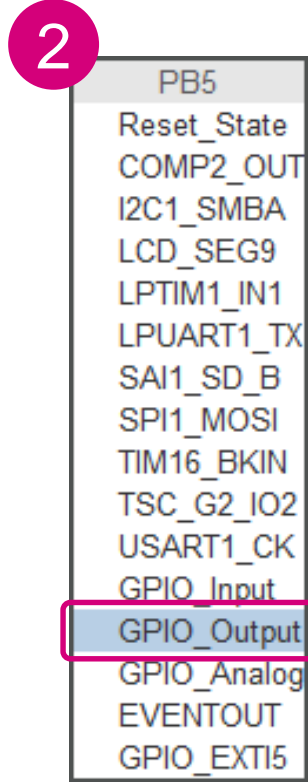 2
PB5
Reset_State
COMP2_OUT
I2C1_SMBA
LCD_SEG9
LPTIM1_IN1
LPUART1_TX
SAI1_SD_B
SPI1_MOSI
TIM16_BKIN
TSC_G2_IO2
USART1_CK
GPIO_Input
GPIO_Output
GPIO_Analog
EVENTOUT
GPIO_EXTI5